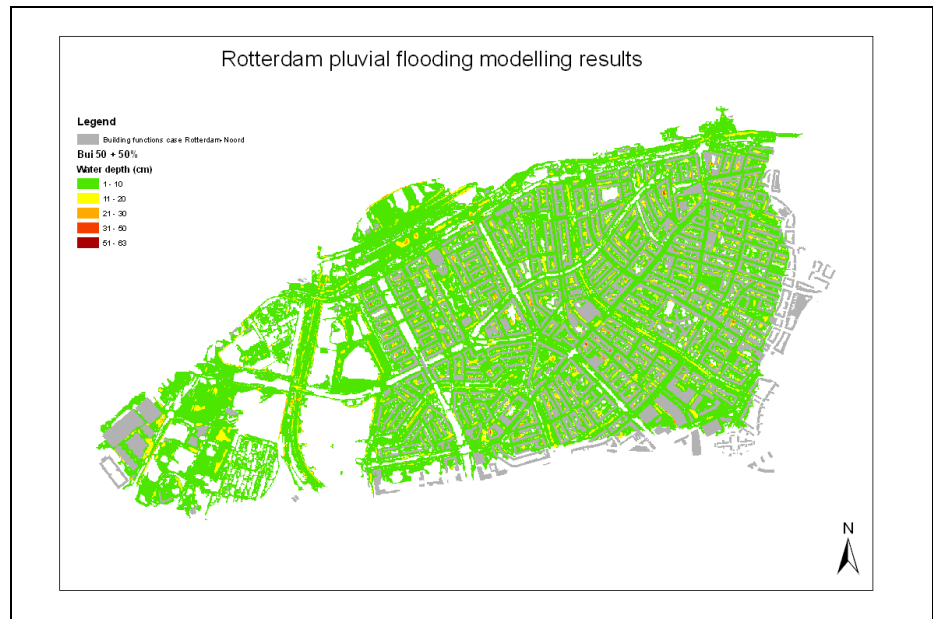 Rotterdam pluvial flooding modelling results
Legend
Building functions case Rotterdam-Noord
Bui 50 + 50%
Water depth (cm)
1 - 10
11 - 20
21 - 30
31 - 50
51 - 63
N